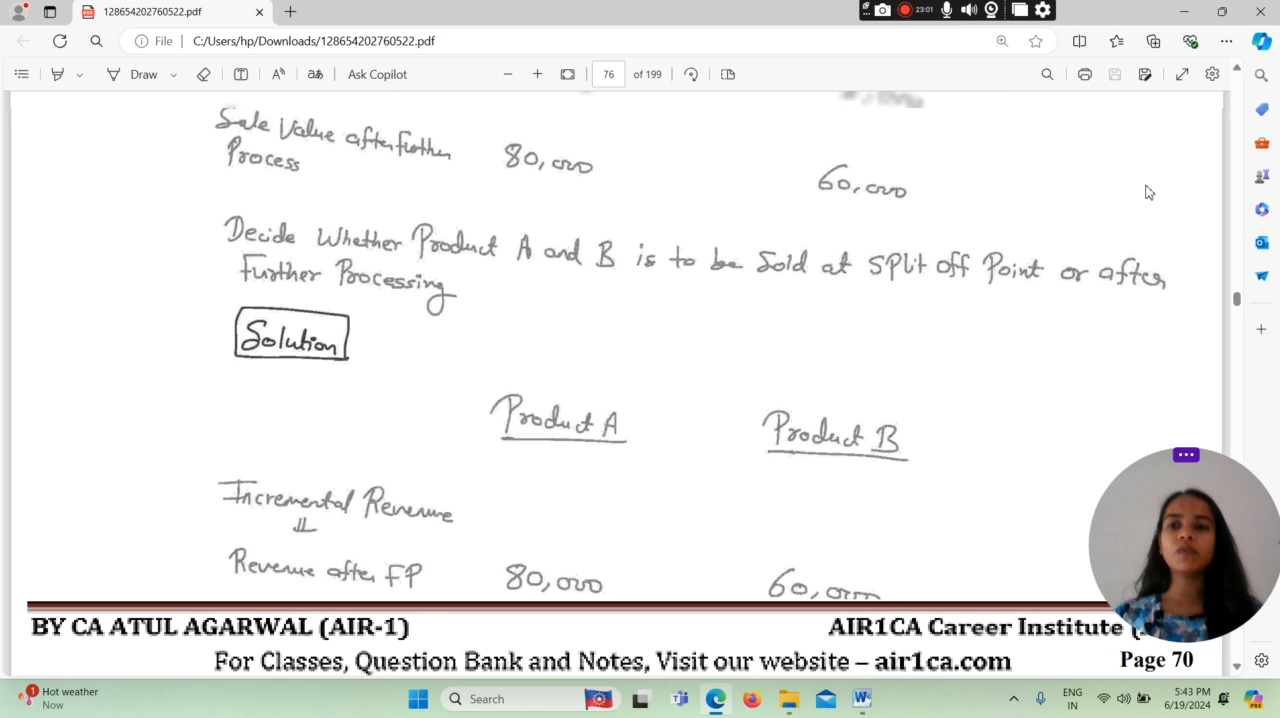 128654202760522.pdf
23:01
File
C:/Users/hp/Downloads/128654202760522.pdf
Draw
Ask Copilot
76
of 199
Sale Value after further
Process
80,000
60,000
Decide Whether Product A and B is to be Sold at Split off Point or after
Further Processing
Solution
Product A
Product B
Incremental Revenue
Revenue after FP
80,000
60,000
BY CA ATUL AGARWAL (AIR-1)
AIR1CA Career Institute (
For Classes, Question Bank and Notes, Visit our website – air1ca.com
Page 70
1
Hot weather
Now
Search
ENG
IN
5:43 PM
6/19/2024